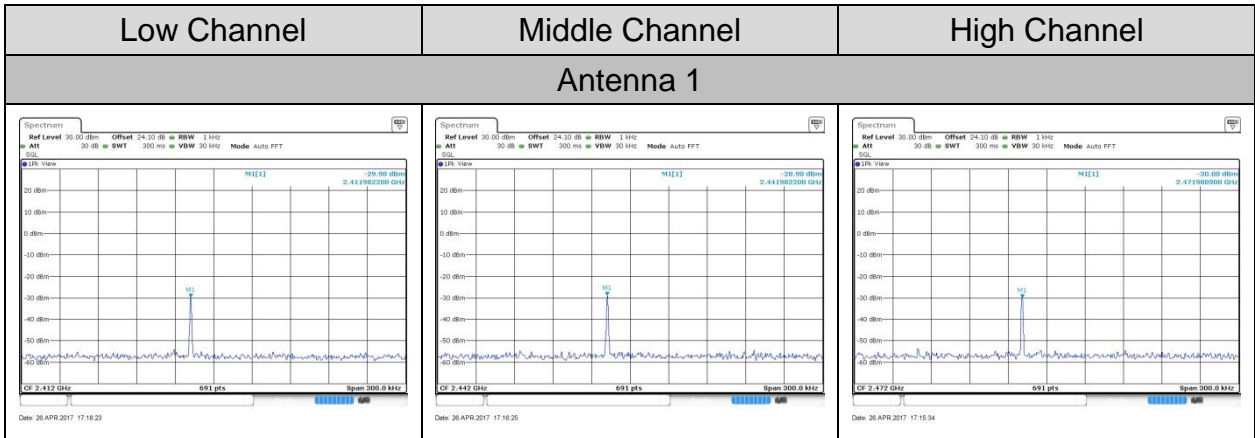 Low Channel
Middle Channel
High Channel
Antenna 1
Spectrum
Ref Level 30.00 dBm Offset 24.10 dB RBW 1 kHz
Att 30 dB SWT 300 ms VBW 30 kHz Mode Auto FFT
SGL
1Pk View
M1[1]
2.411982200 GHz
20 dBm
10 dBm
0 dBm
-10 dBm
-20 dBm
M1
-30 dBm
-40 dBm
-50 dBm
-60 dBm
CF 2.412 GHz 691 pts Span 300.0 kHz
Date: 26.APR.2017 17:18:23
Spectrum
Ref Level 30.00 dBm Offset 24.10 dB RBW 1 kHz
Att 30 dB SWT 300 ms VBW 30 kHz Mode Auto FFT
SGL
1Pk View
M1[1]
2.441982200 GHz
20 dBm
10 dBm
0 dBm
-10 dBm
-20 dBm
M1
-30 dBm
-40 dBm
-50 dBm
-60 dBm
CF 2.442 GHz 691 pts Span 300.0 kHz
Date: 26.APR.2017 17:16:25
Spectrum
Ref Level 30.00 dBm Offset 24.10 dB RBW 1 kHz
Att 30 dB SWT 300 ms VBW 30 kHz Mode Auto FFT
SGL
1Pk View
M1[1]
2.471980900 GHz
20 dBm
10 dBm
0 dBm
-10 dBm
-20 dBm
M1
-30 dBm
-40 dBm
-50 dBm
-60 dBm
CF 2.472 GHz 691 pts Span 300.0 kHz
Date: 26.APR.2017 17:15:34